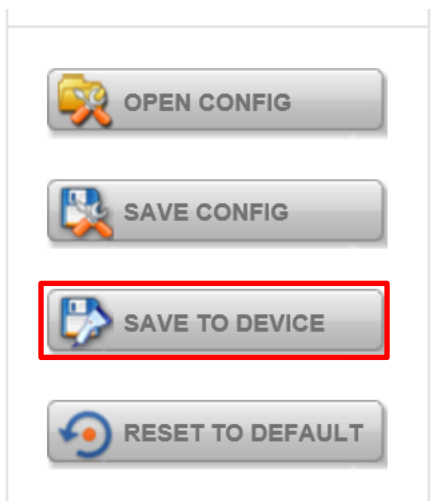 OPEN CONFIG
SAVE CONFIG
SAVE TO DEVICE
RESET TO DEFAULT